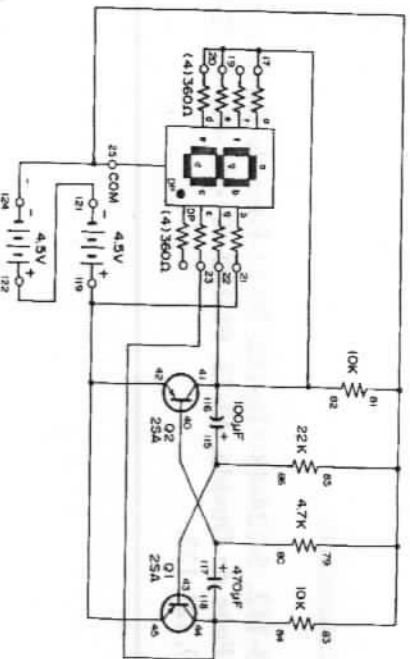 (4)360Ω
20
19
17
d
e
f
a
a
f
b
g
e
c
d
DP
DP
c
g
b
23
22
21
(4)360Ω
25
COM
-
124
4.5V
+
122
-
121
4.5V
+
119
10K
81
82
41
42
40
Q2
2SA
116
115
+
100µF
22K
85
86
4.7K
79
80
+
117
118
470µF
10K
83
84
43
44
45
Q1
2SA